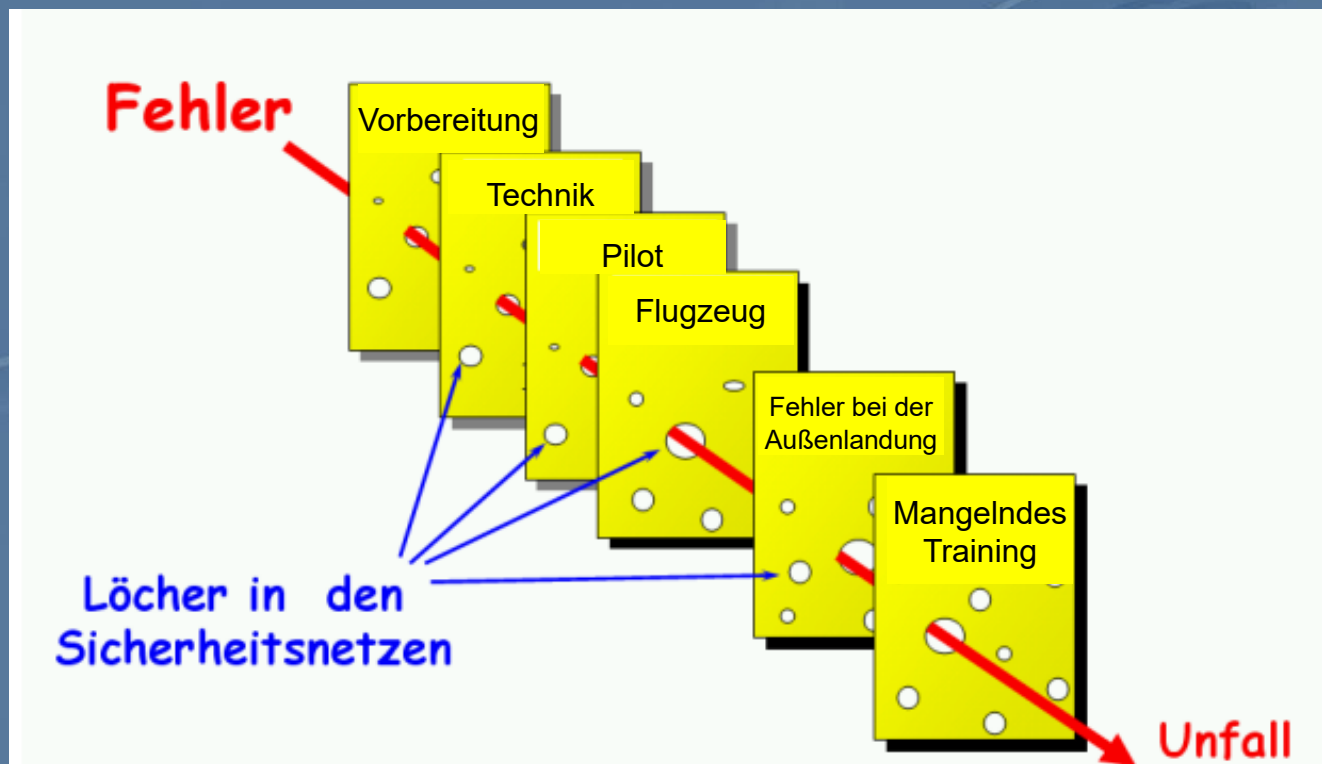 Fehler
Vorbereitung
Technik
Pilot
Flugzeug
Fehler bei der
Außenlandung
Mangelndes
Training
Löcher in den
Sicherheitsnetzen
Unfall